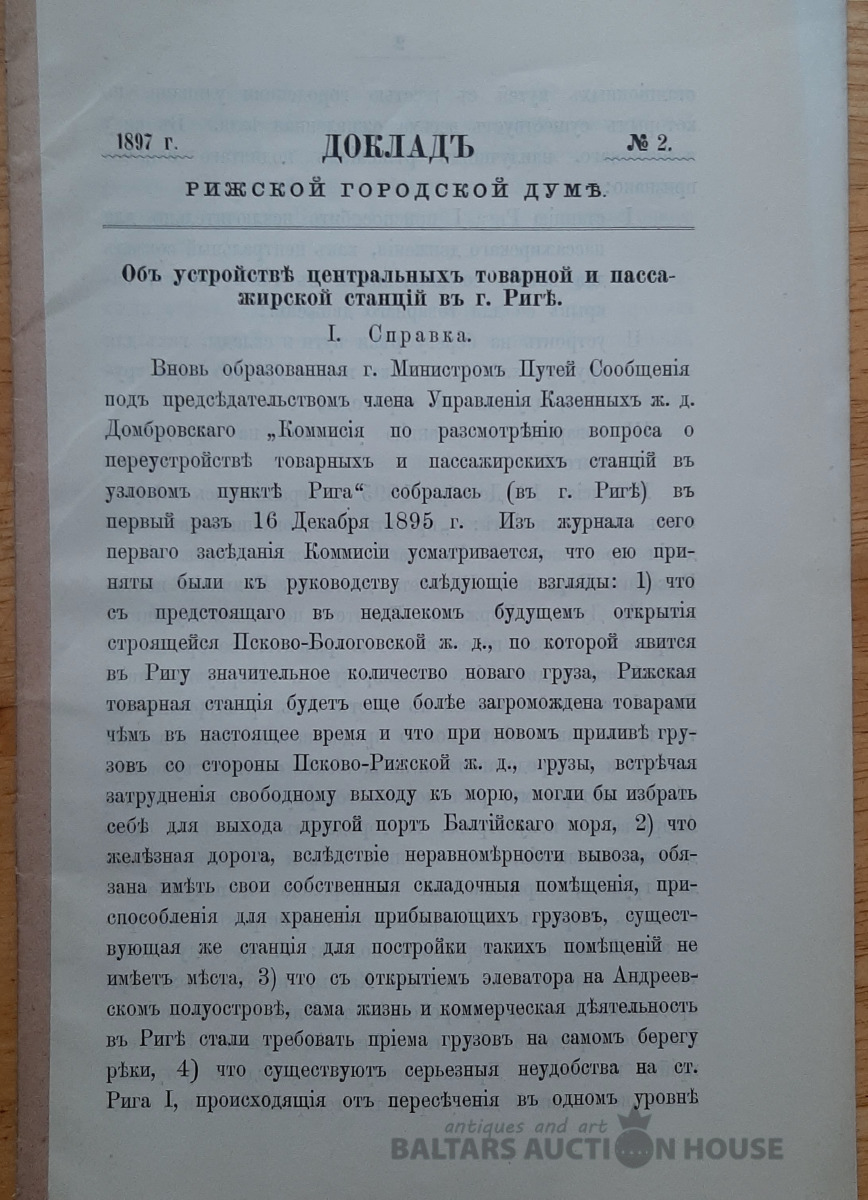 1897 г. ДОКЛАДЪ № 2.
РИЖСКОЙ ГОРОДСКОЙ ДУМѢ.
Объ устройствѣ центральныхъ товарной и пасса-
жирской станцій въ г. Ригѣ.
I. Справка.
Вновь образованная г. Министромъ Путей Сообщенія
подъ предсѣдательствомъ члена Управленія Казенныхъ ж. д.
Домбровскаго „Коммисія по разсмотрѣнію вопроса о
переустройствѣ товарныхъ и пассажирскихъ станцій въ
узловомъ пунктѣ Рига“ собралась (въ г. Ригѣ) въ
первый разъ 16 Декабря 1895 г. Изъ журнала сего
перваго засѣданія Коммисіи усматривается, что ею при-
няты были къ руководству слѣдующіе взгляды: 1) что
съ предстоящаго въ недалекомъ будущемъ открытія
строящейся Псково-Бологовской ж. д., по которой явится
въ Ригу значительное количество новаго груза, Рижская
товарная станція будетъ еще болѣе загромождена товарами
чѣмъ въ настоящее время и что при новомъ приливѣ гру-
зовъ со стороны Псково-Рижской ж. д., грузы, встрѣчая
затрудненія свободному выходу къ морю, могли бы избрать
себѣ для выхода другой портъ Балтійскаго моря, 2) что
желѣзная дорога, вслѣдствіе неравномѣрности вывоза, обя-
зана имѣть свои собственныя складочныя помѣщенія, при-
способленія для храненія прибывающихъ грузовъ, сущест-
вующая же станція для постройки такихъ помѣщеній не
имѣетъ мѣста, 3) что съ открытіемъ элеватора на Андреев-
скомъ полуостровѣ, сама жизнь и коммерческая дѣятельность
въ Ригѣ стали требовать пріема грузовъ на самомъ берегу
рѣки, 4) что существуютъ серьезныя неудобства на ст.
Рига I, происходящія отъ пересѣченія въ одномъ уровнѣ
antiques and art
BALTARS AUCTION HOUSE